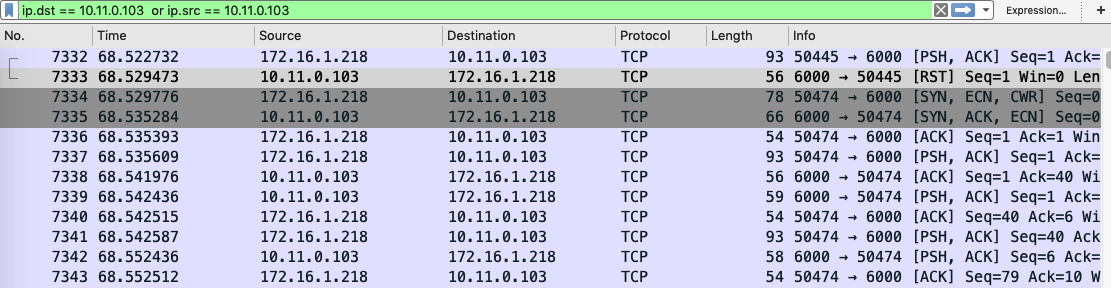 ip.dst == 10.11.0.103  or ip.src == 10.11.0.103 Expression... +
No. Time Source Destination Protocol Length Info
7332 68.522732 172.16.1.218 10.11.0.103 TCP 93 50445 → 6000 [PSH, ACK] Seq=1 Ack=
7333 68.529473 10.11.0.103 172.16.1.218 TCP 56 6000 → 50445 [RST] Seq=1 Win=0 Len
7334 68.529776 172.16.1.218 10.11.0.103 TCP 78 50474 → 6000 [SYN, ECN, CWR] Seq=0
7335 68.535284 10.11.0.103 172.16.1.218 TCP 66 6000 → 50474 [SYN, ACK, ECN] Seq=0
7336 68.535393 172.16.1.218 10.11.0.103 TCP 54 50474 → 6000 [ACK] Seq=1 Ack=1 Win
7337 68.535609 172.16.1.218 10.11.0.103 TCP 93 50474 → 6000 [PSH, ACK] Seq=1 Ack=
7338 68.541976 10.11.0.103 172.16.1.218 TCP 56 6000 → 50474 [ACK] Seq=1 Ack=40 Wi
7339 68.542436 10.11.0.103 172.16.1.218 TCP 59 6000 → 50474 [PSH, ACK] Seq=1 Ack=
7340 68.542515 172.16.1.218 10.11.0.103 TCP 54 50474 → 6000 [ACK] Seq=40 Ack=6 Wi
7341 68.542587 172.16.1.218 10.11.0.103 TCP 93 50474 → 6000 [PSH, ACK] Seq=40 Ack
7342 68.552436 10.11.0.103 172.16.1.218 TCP 58 6000 → 50474 [PSH, ACK] Seq=6 Ack=
7343 68.552512 172.16.1.218 10.11.0.103 TCP 54 50474 → 6000 [ACK] Seq=79 Ack=10 W